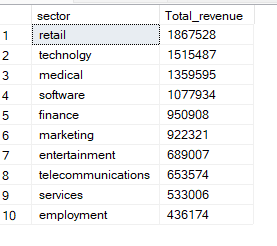 sector Total_revenue
1 retail 1867528
2 technolgy 1515487
3 medical 1359595
4 software 1077934
5 finance 950908
6 marketing 922321
7 entertainment 689007
8 telecommunications 653574
9 services 533006
10 employment 436174